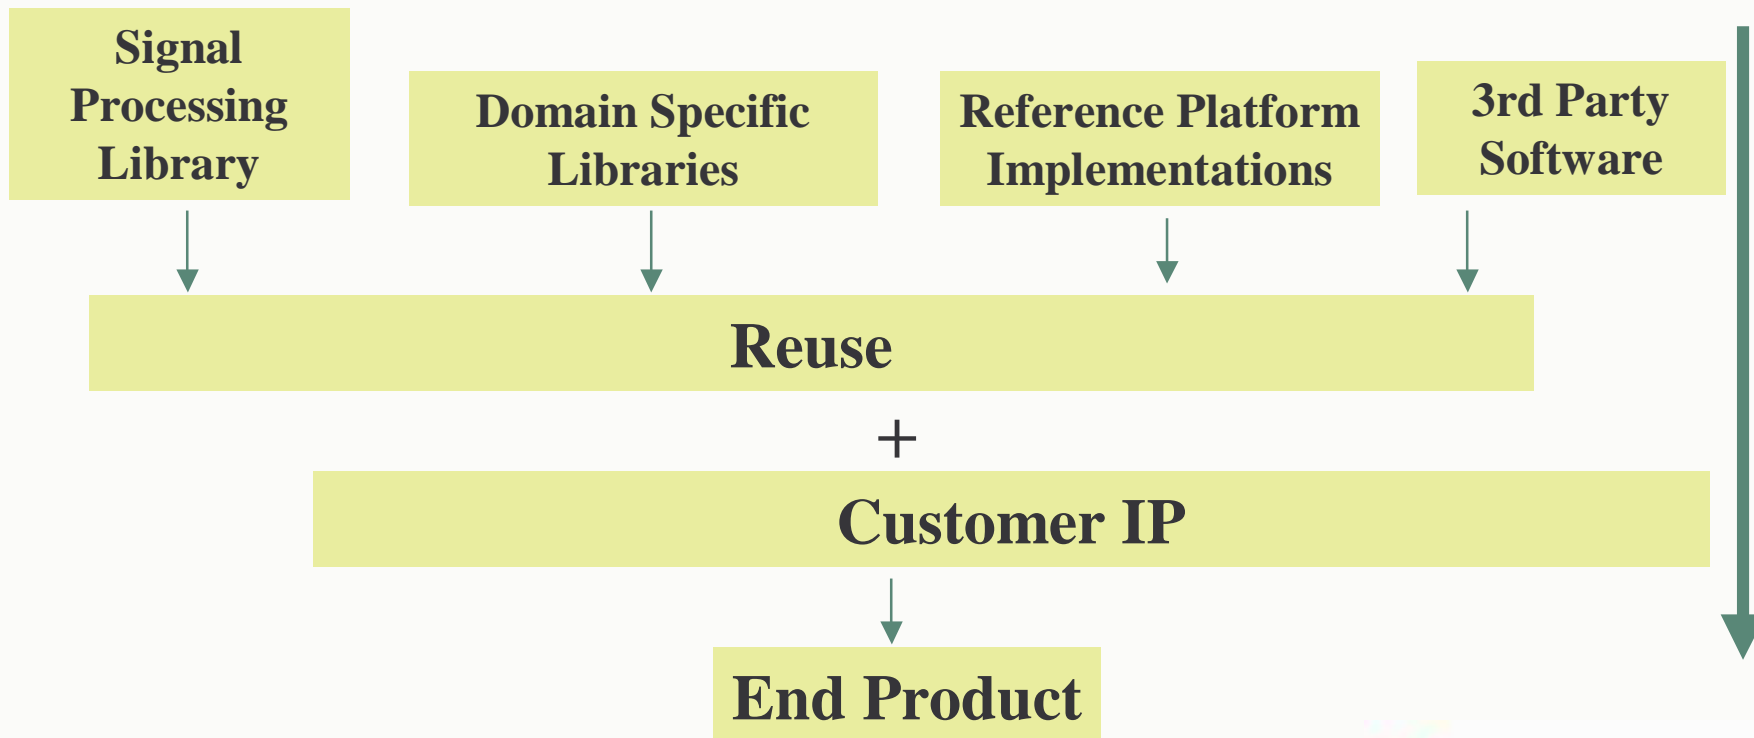 Signal
Processing
Library
Domain Specific
Libraries
Reference Platform
Implementations
3rd Party
Software
Reuse
+
Customer IP
End Product